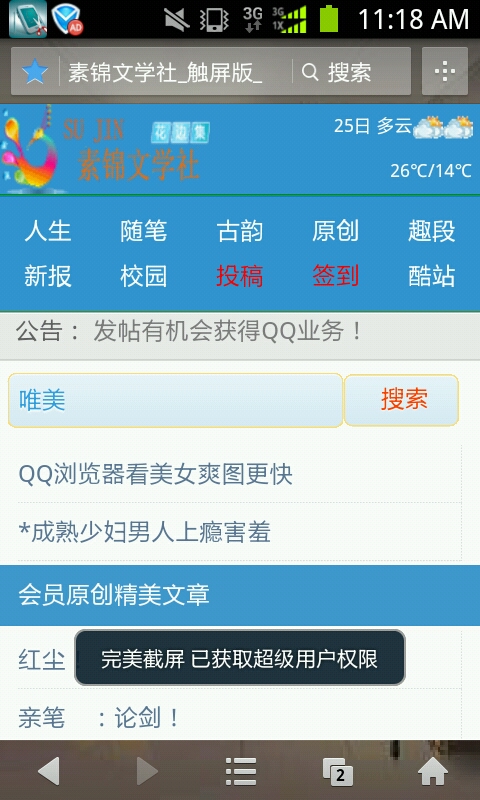 AD 3G 3G 1X 11:18 AM
素锦文学社_触屏版_ 搜索
SU JIN 花边集
素锦文学社
25日 多云
26℃/14℃
人生 随笔 古韵 原创 趣段
新报 校园 投稿 签到 酷站
公告： 发帖有机会获得QQ业务！
唯美 搜索
QQ浏览器看美女爽图更快
*成熟少妇男人上瘾害羞
会员原创精美文章
红尘
完美截屏 已获取超级用户权限
亲笔 ：论剑！
2